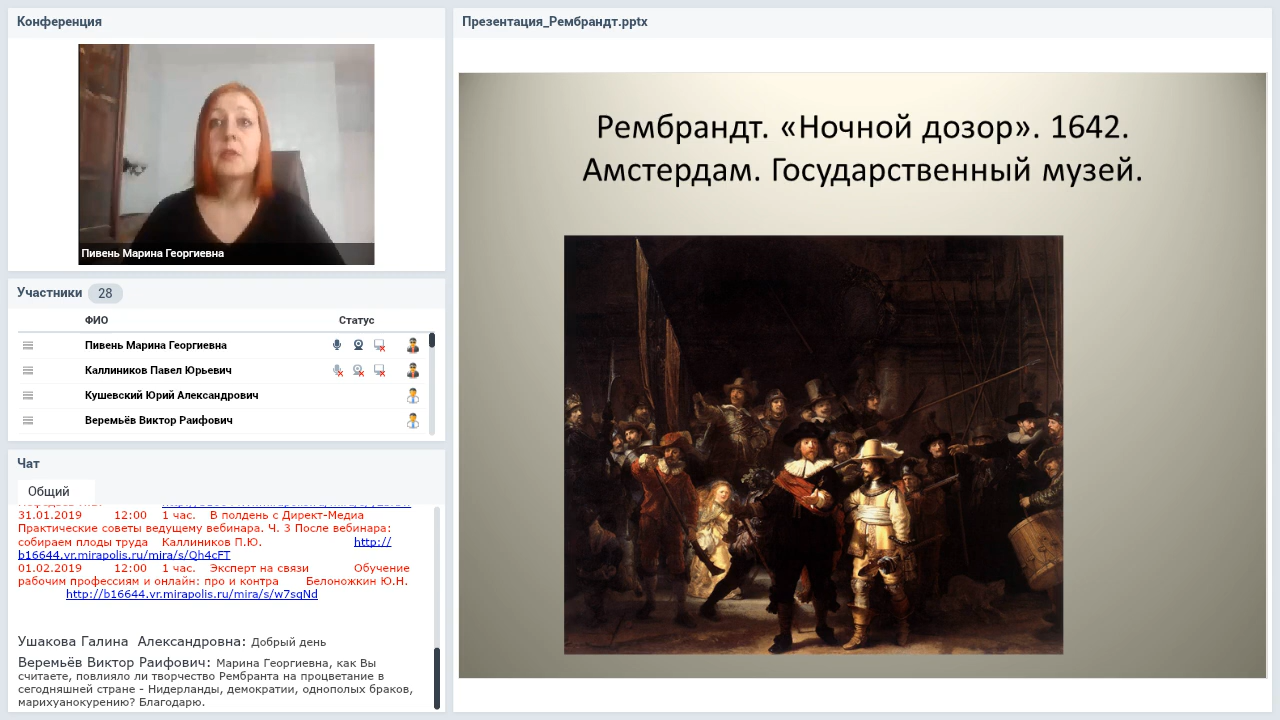 Конференция
Пивень Марина Георгиевна
Участники 28
ФИО Статус
Пивень Марина Георгиевна
Каллиников Павел Юрьевич
Кушевский Юрий Александрович
Веремьёв Виктор Раифович
Чат
Общий
31.01.2019 12:00 1 час. В полдень с Директ-Медиа
Практические советы ведущему вебинара. Ч. 3 После вебинара:
собираем плоды труда Каллиников П.Ю. http://
b16644.vr.mirapolis.ru/mira/s/Qh4cFT
01.02.2019 12:00 1 час. Эксперт на связи Обучение
рабочим профессиям и онлайн: про и контра Белоножкин Ю.Н.
http://b16644.vr.mirapolis.ru/mira/s/w7sqNd
Ушакова Галина Александровна: Добрый день
Веремьёв Виктор Раифович: Марина Георгиевна, как Вы
считаете, повлияло ли творчество Рембранта на процветание в
сегодняшней стране - Нидерланды, демократии, однополых браков,
марихуанокурению? Благодарю.
Презентация_Рембрандт.pptx
Рембрандт. «Ночной дозор». 1642.
Амстердам. Государственный музей.